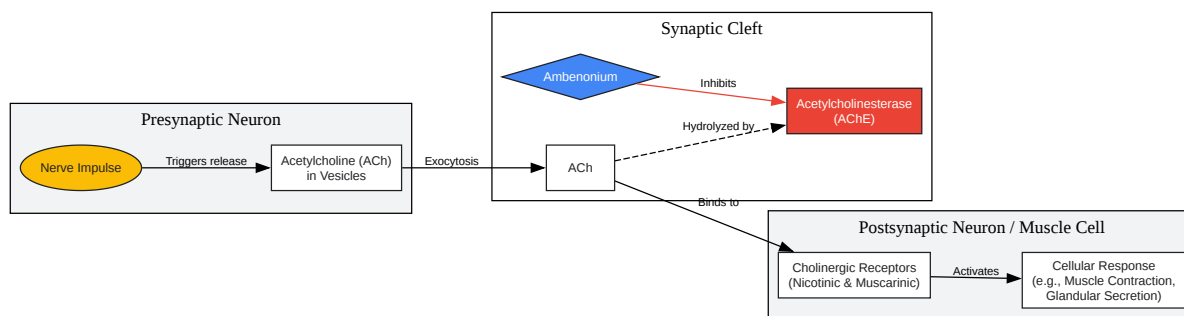 Synaptic Cleft
Ambenonium
Inhibits
Acetylcholinesterase
(AChE)
Presynaptic Neuron
Hydrolyzed by
Nerve Impulse
Triggers release
Acetylcholine (ACh)
in Vesicles
Exocytosis
ACh
Binds to
Postsynaptic Neuron / Muscle Cell
Cholinergic Receptors
(Nicotinic & Muscarinic)
Activates
Cellular Response
(e.g., Muscle Contraction,
Glandular Secretion)